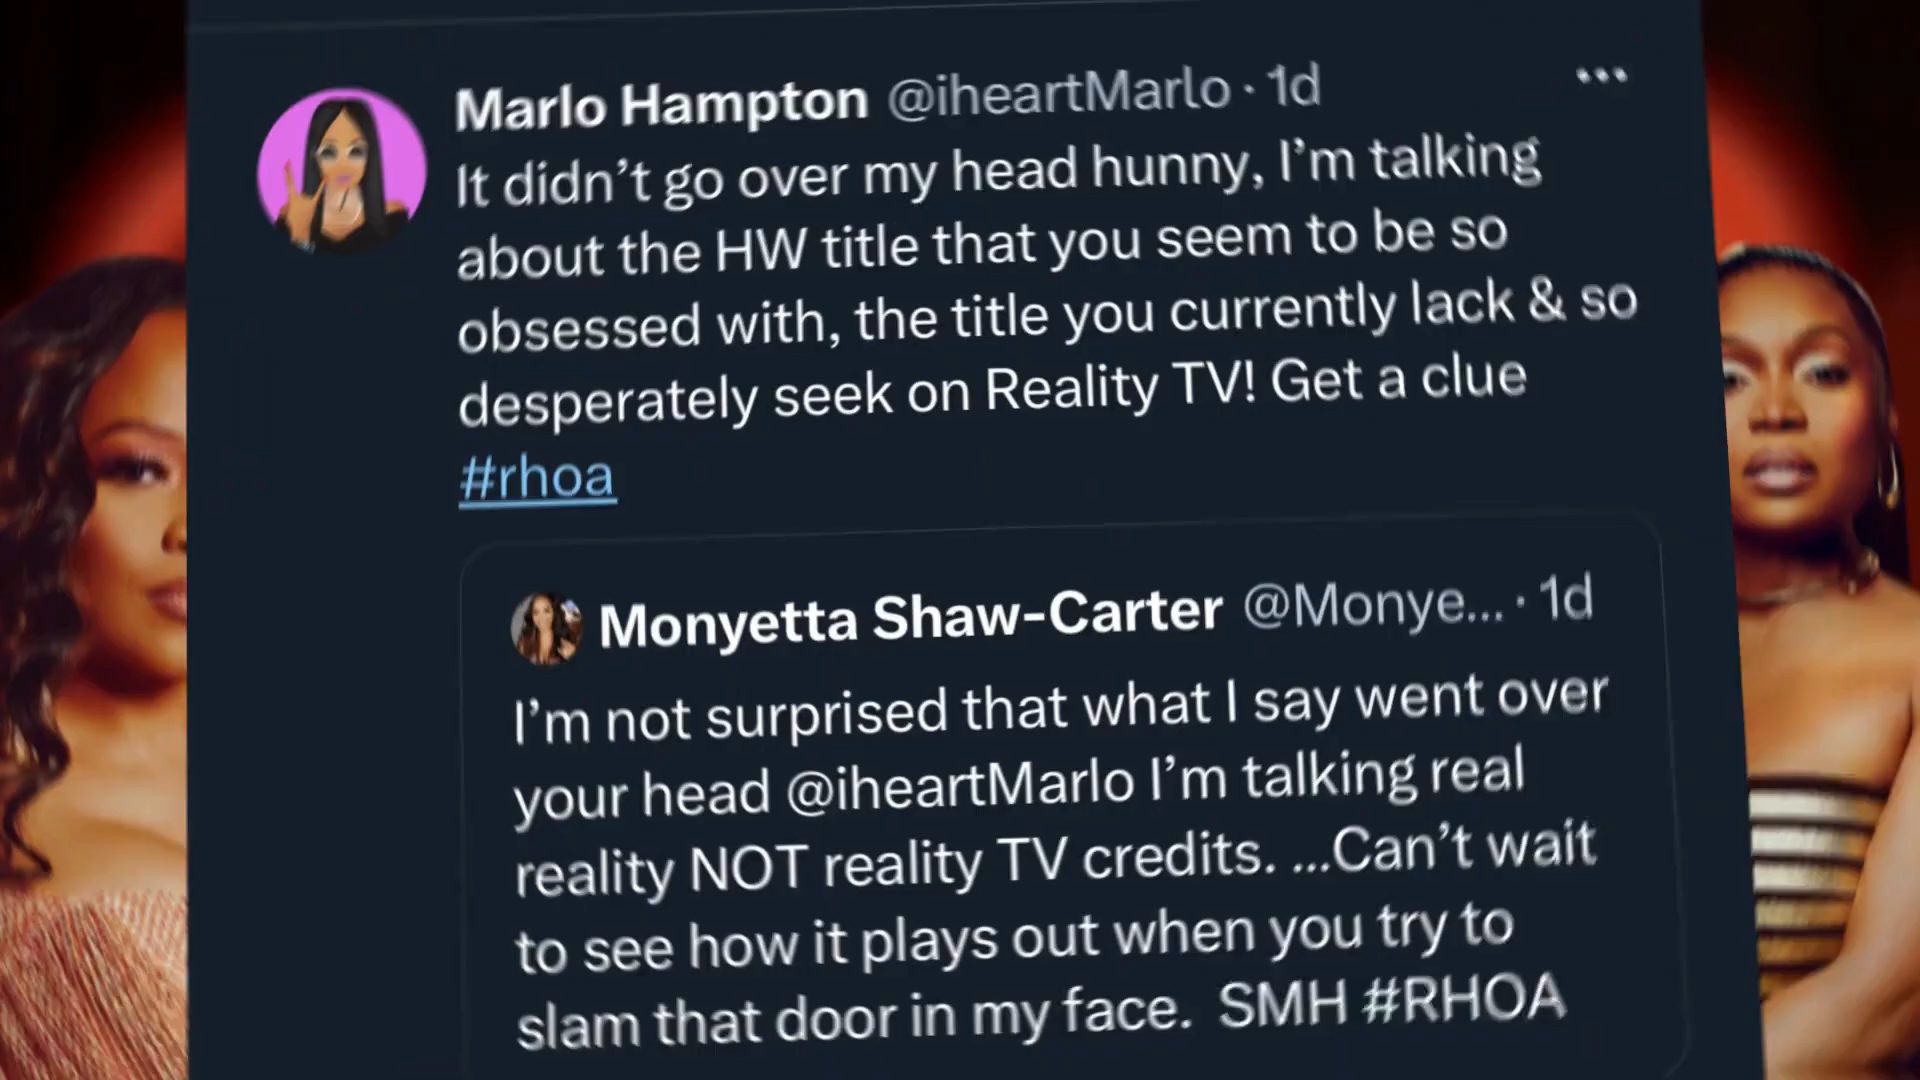 Marlo Hampton @iheartMarlo · 1d
It didn’t go over my head hunny, I’m talking
about the HW title that you seem to be so
obsessed with, the title you currently lack & so
desperately seek on Reality TV! Get a clue
#rhoa
Monyetta Shaw-Carter @Monye... · 1d
I’m not surprised that what I say went over
your head @iheartMarlo I’m talking real
reality NOT reality TV credits. ...Can’t wait
to see how it plays out when you try to
slam that door in my face. SMH #RHOA